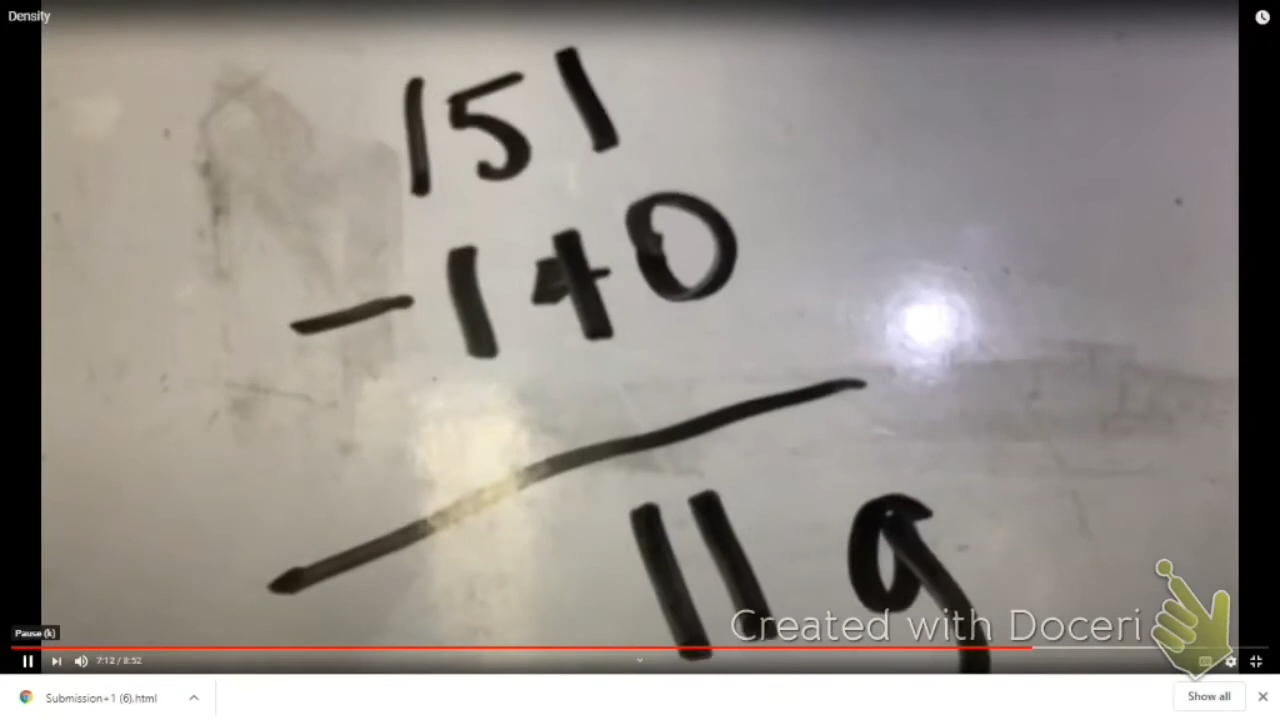 Density
151
- 140
11 g
Created with Doceri
Pause (k)
7:12 / 8:52
Submission+1 (6).html
Show all